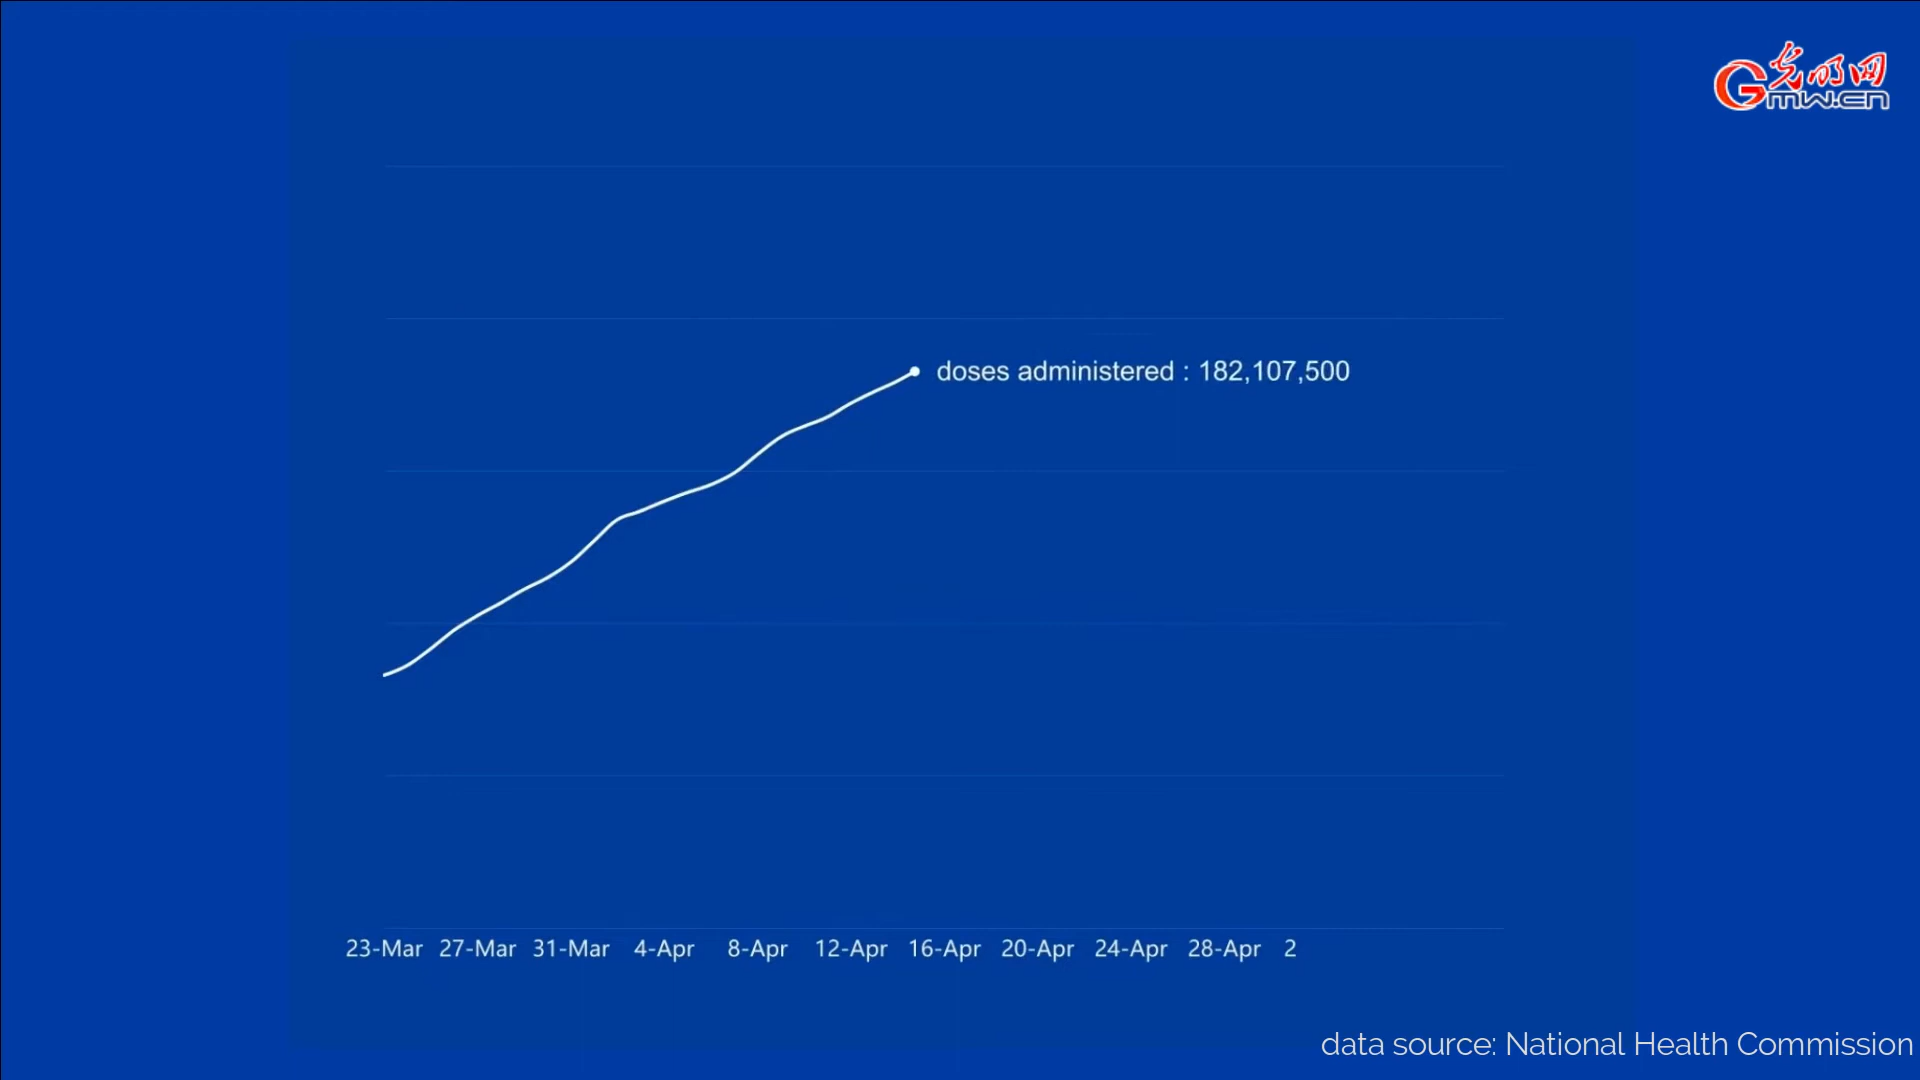 光明网
Gmw.cn
doses administered : 182,107,500
23-Mar 27-Mar 31-Mar 4-Apr 8-Apr 12-Apr 16-Apr 20-Apr 24-Apr 28-Apr 2
data source: National Health Commission